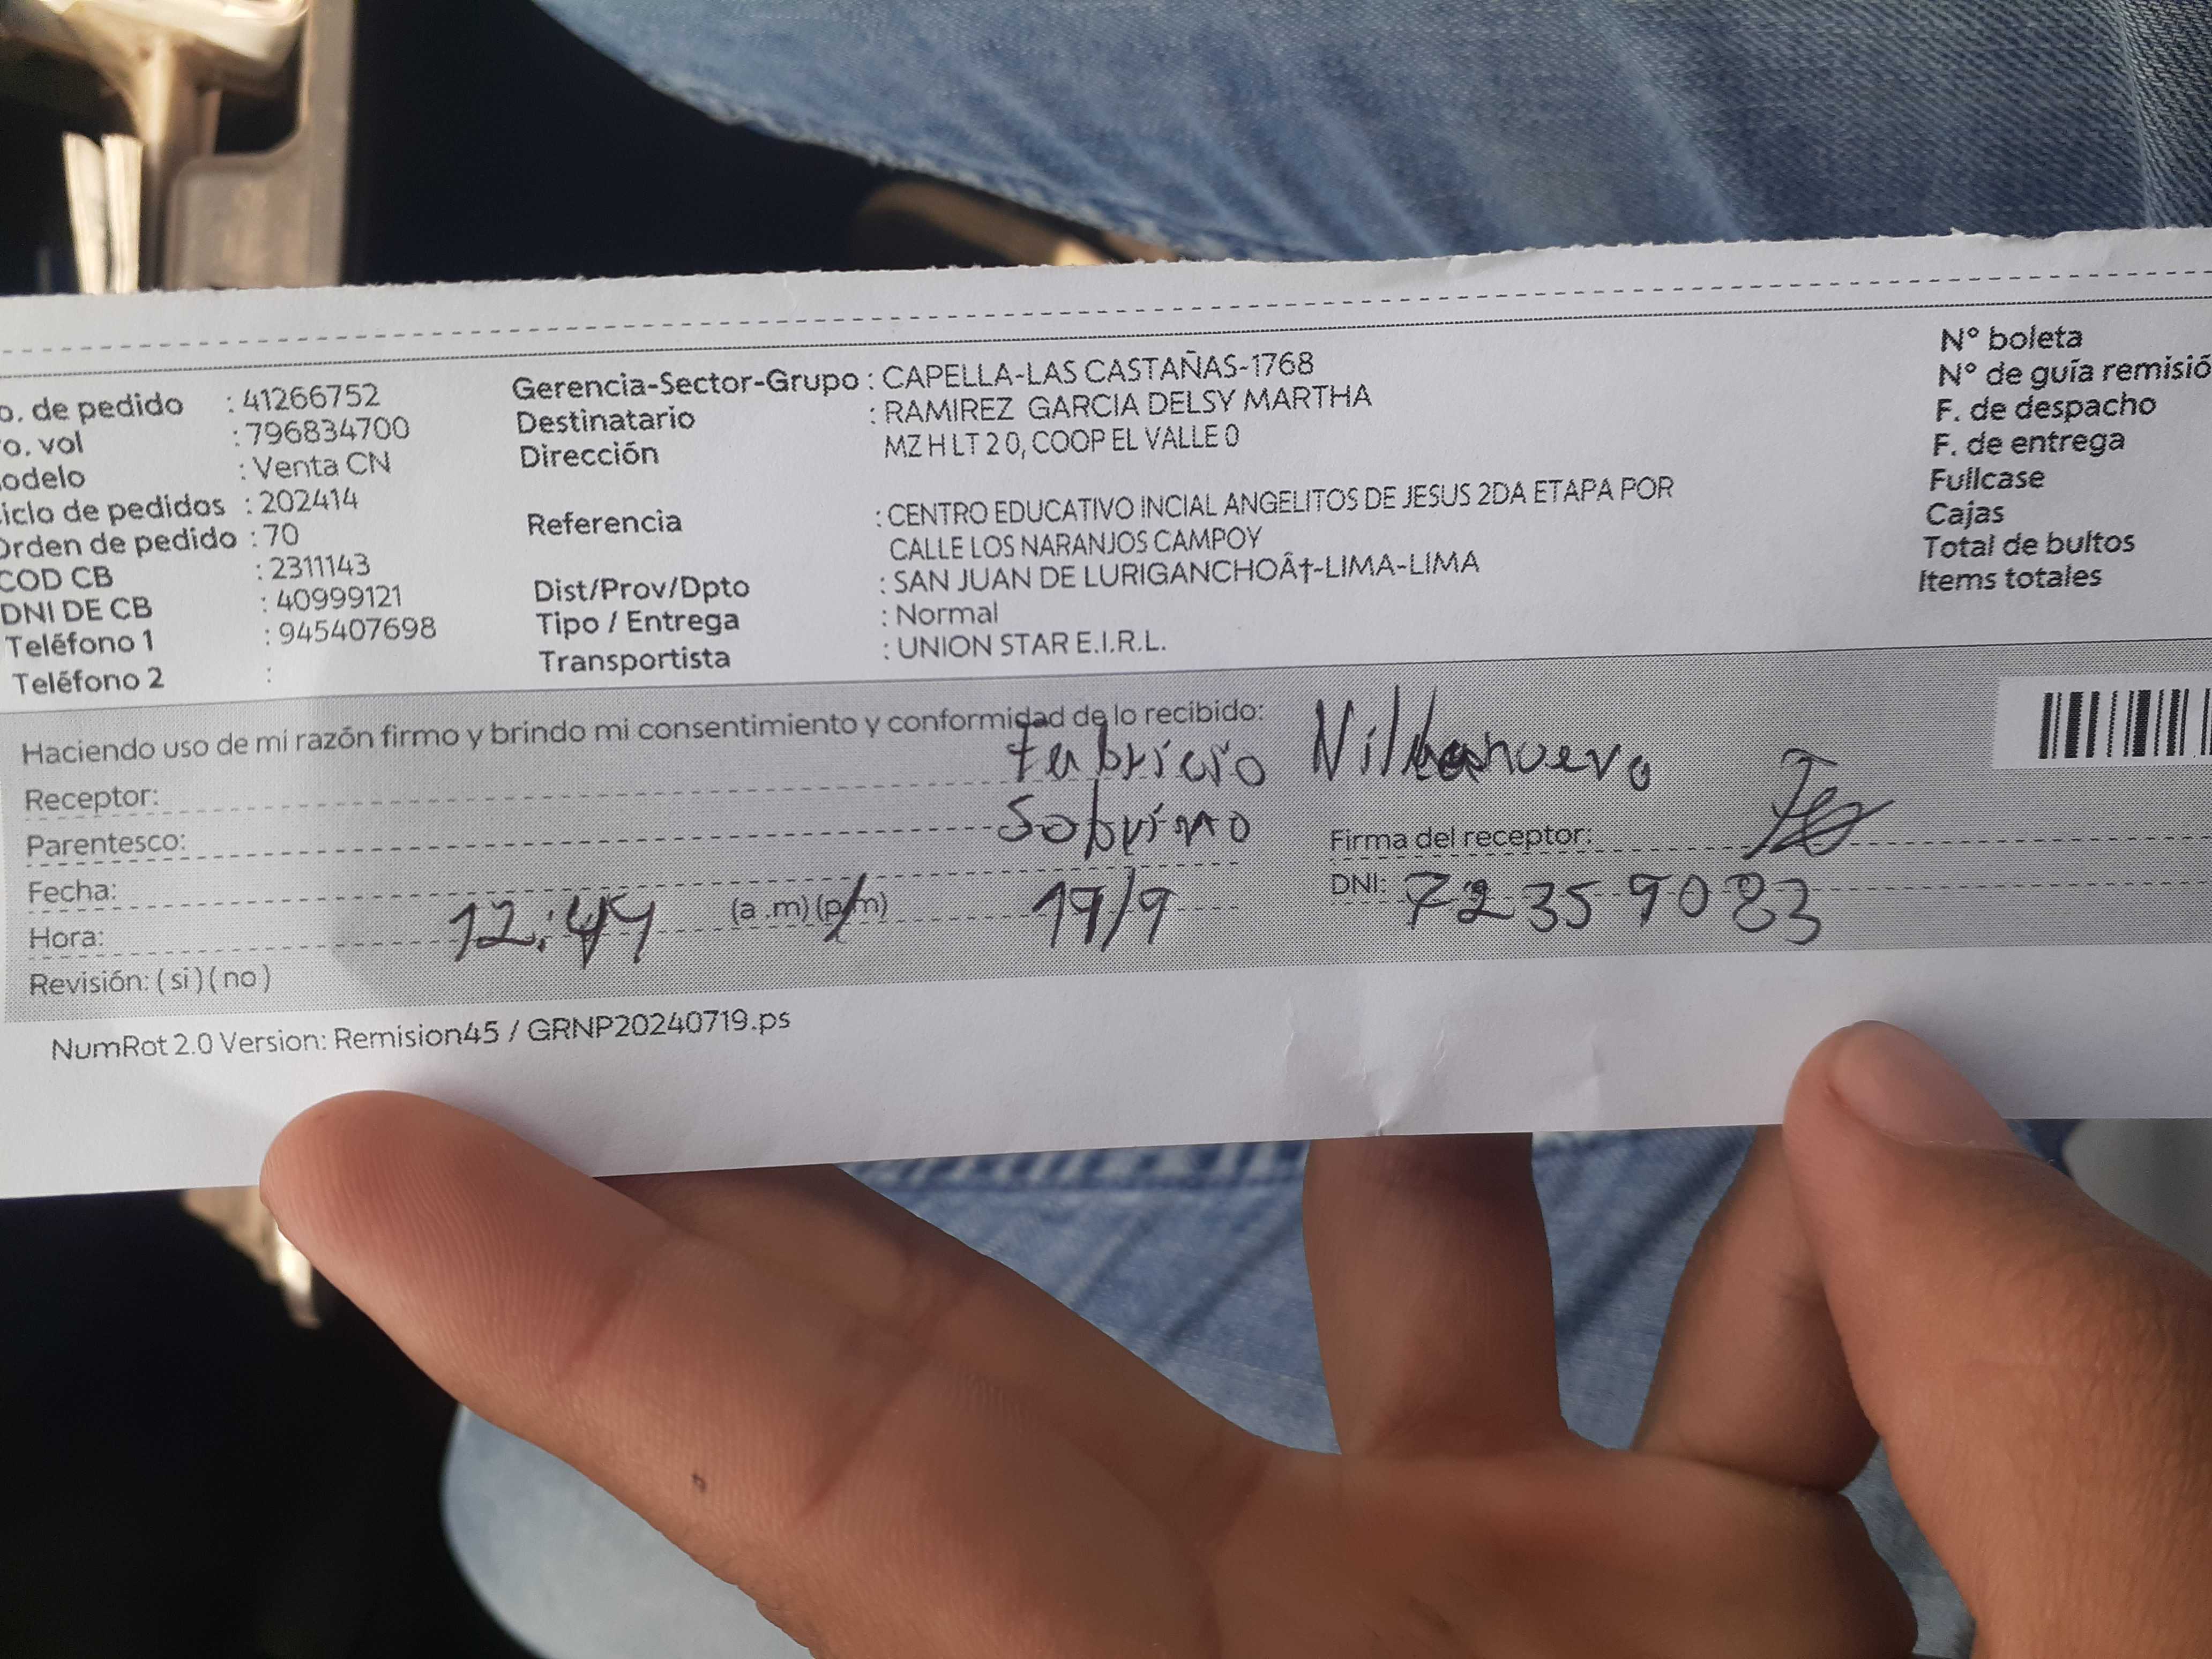 o. de pedido : 41266752
o. vol : 796834700
odelo : Venta CN
iclo de pedidos : 202414
Orden de pedido : 70
COD CB : 2311143
DNI DE CB : 40999121
Teléfono 1 : 945407698
Teléfono 2 :
Gerencia-Sector-Grupo : CAPELLA-LAS CASTAÑAS-1768
Destinatario : RAMIREZ GARCIA DELSY MARTHA
Dirección MZ H LT 2 0, COOP EL VALLE 0
Referencia : CENTRO EDUCATIVO INCIAL ANGELITOS DE JESUS 2DA ETAPA POR
CALLE LOS NARANJOS CAMPOY
Dist/Prov/Dpto : SAN JUAN DE LURIGANCHOÂ†-LIMA-LIMA
Tipo / Entrega : Normal
Transportista : UNION STAR E.I.R.L.
N° boleta
N° de guía remisió
F. de despacho
F. de entrega
Fullcase
Cajas
Total de bultos
Items totales
Haciendo uso de mi razón firmo y brindo mi consentimiento y conformidad de lo recibido:
Receptor: Fabricio Villanueva
Parentesco: Sobrino
Firma del receptor:
Fecha: 19/9
DNI: 72359083
Hora: 12:44 (a .m) (p/m)
Revisión: ( si ) ( no )
NumRot 2.0 Version: Remision45 / GRNP20240719.ps